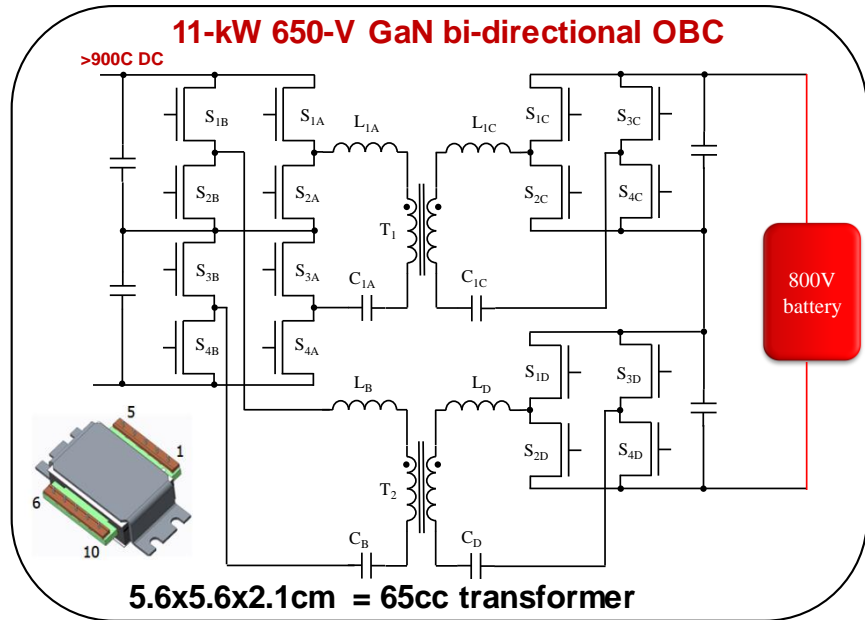 11-kW 650-V GaN bi-directional OBC
>900C DC
S1B
S1A
L1A
L1C
S1C
S3C
S2B
S2A
T1
S2C
S4C
S3B
S3A
C1A
C1C
800V
battery
S4B
S4A
LB
LD
S1D
S3D
5
1
6
10
T2
S2D
S4D
CB
CD
5.6x5.6x2.1cm = 65cc transformer